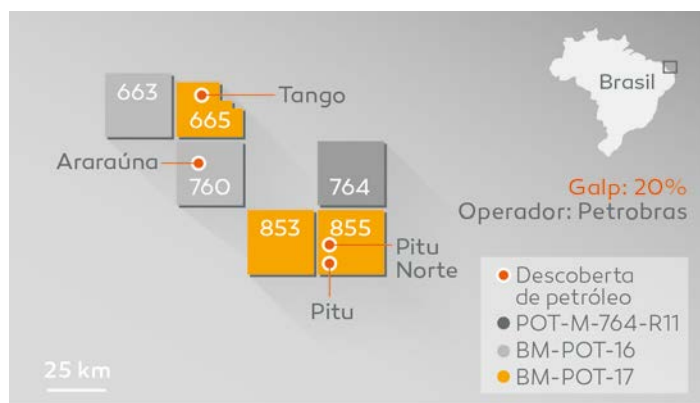 663
665
Tango
Brasil
Araraúna
760
764
Galp: 20%
Operador: Petrobras
853
855
Pitu
Norte
Pitu
Descoberta
de petróleo
POT-M-764-R11
BM-POT-16
BM-POT-17
25 km